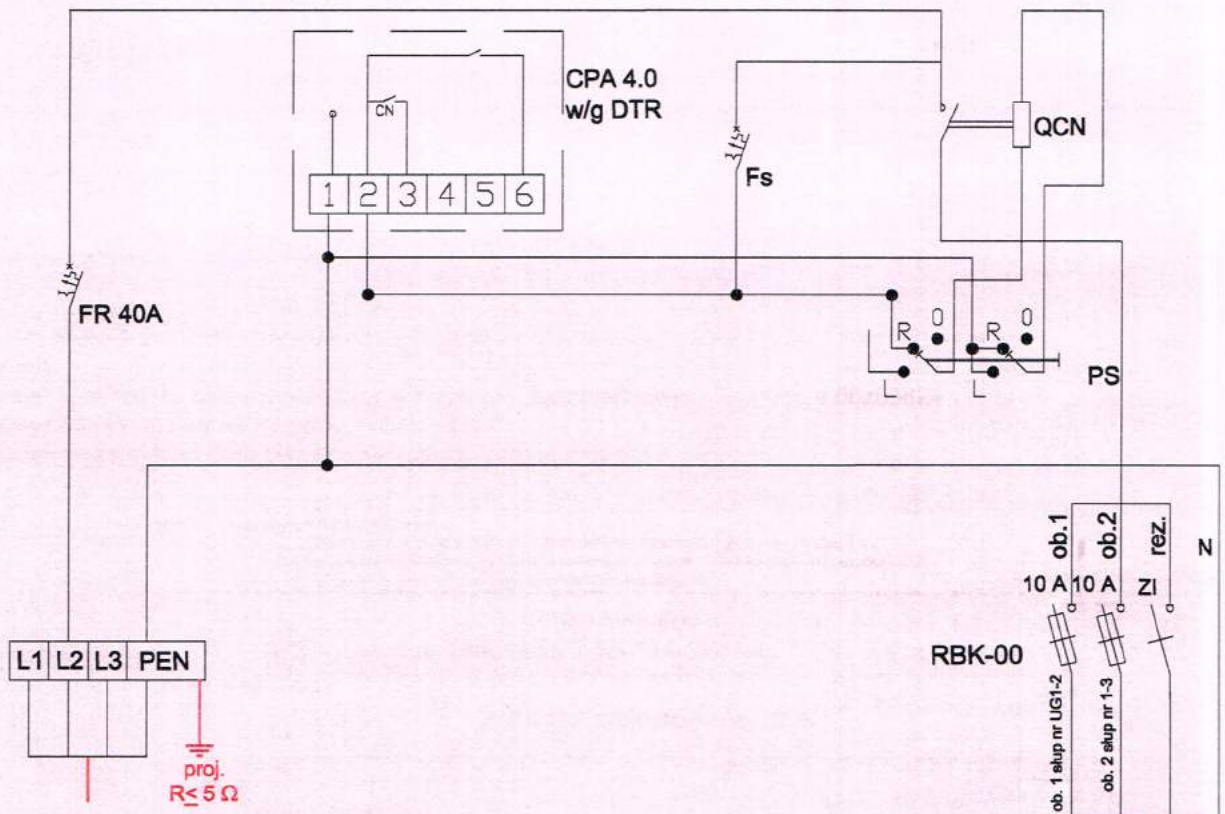 CPA 4.0
w/g DTR
CN
1 2 3 4 5 6
QCN
Fs
FR 40A
R O R O
L L
PS
ob.1 ob.2 rez. N
10 A 10 A ZI
RBK-00
L1 L2 L3 PEN
proj.
R≤ 5 Ω
ob. 1 słup nr UG1-2
ob. 2 słup nr 1-3